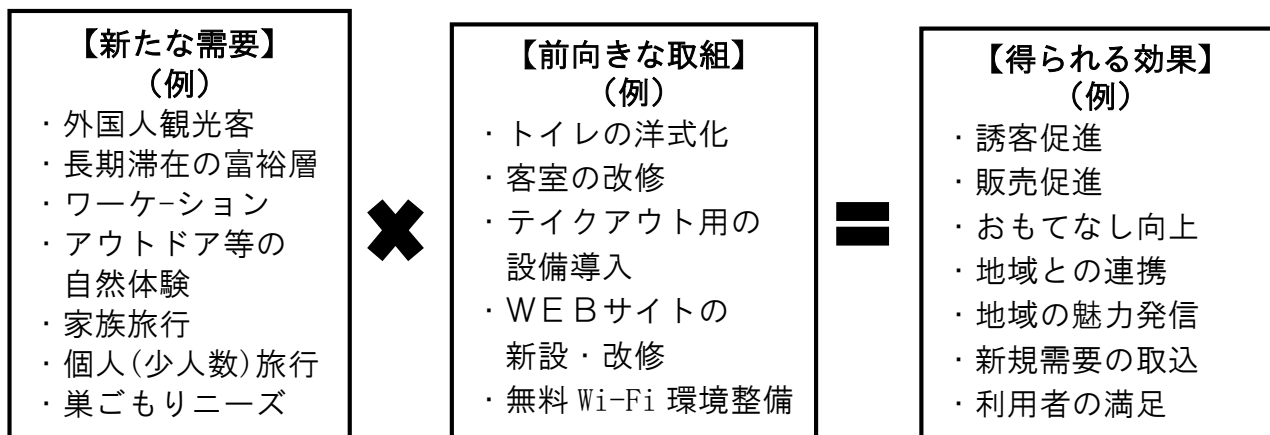 【新たな需要】
(例)
・外国人観光客
・長期滞在の富裕層
・ワーケ-ション
・アウトドア等の
自然体験
・家族旅行
・個人(少人数)旅行
・巣ごもりニーズ
✖
【前向きな取組】
(例)
・トイレの洋式化
・客室の改修
・テイクアウト用の
設備導入
・ＷＥＢサイトの
新設・改修
・無料 Wi-Fi 環境整備
=
【得られる効果】
(例)
・誘客促進
・販売促進
・おもてなし向上
・地域との連携
・地域の魅力発信
・新規需要の取込
・利用者の満足